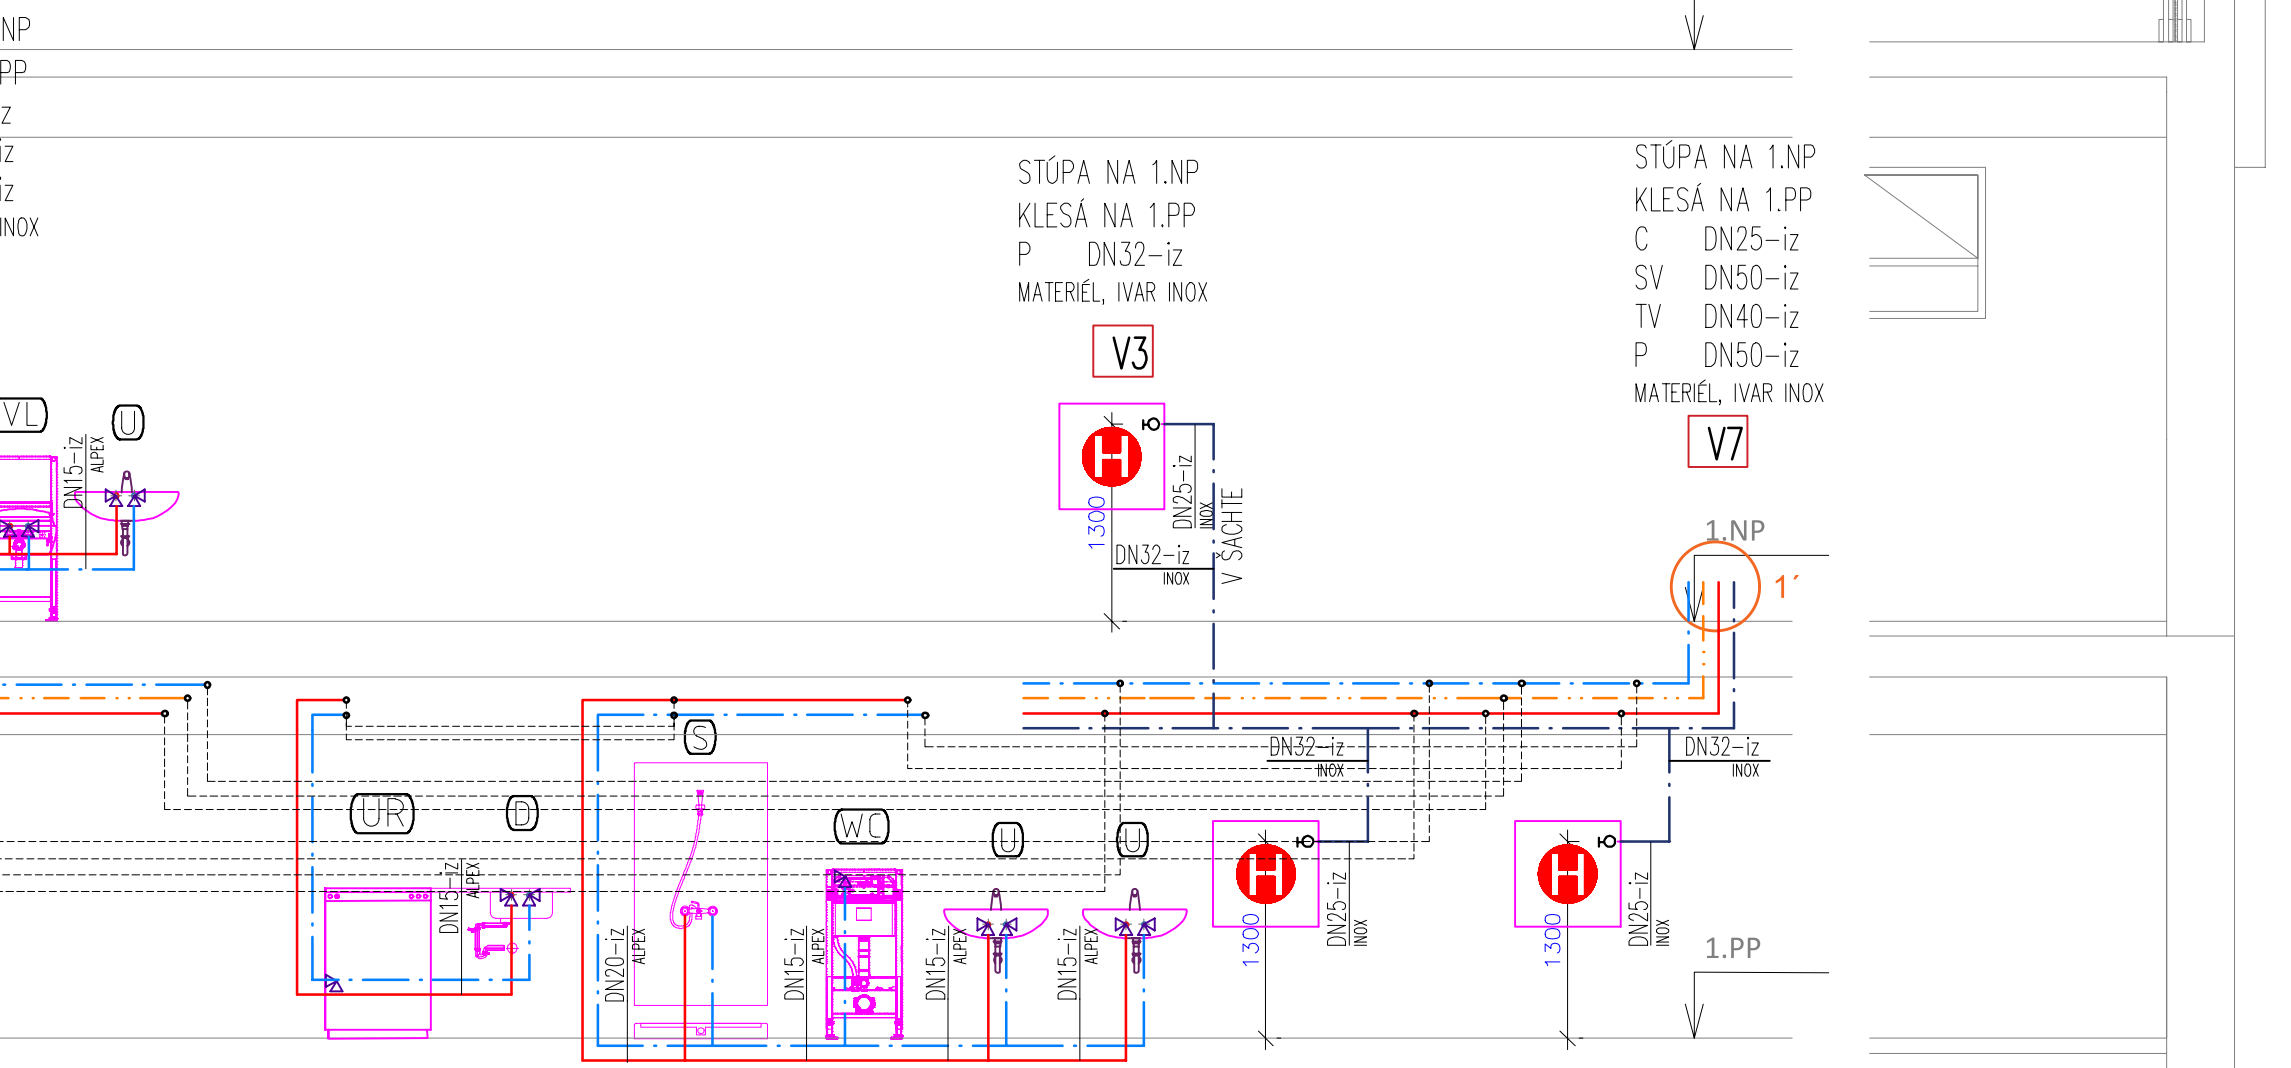 NP
PP
iz
iz
iz
INOX
VL
U
DN15-iz
ALPEX
STÚPA NA 1.NP
KLESÁ NA 1.PP
P DN32-iz
MATERIÉL, IVAR INOX
V3
H
1300
DN25-iz
INOX
V ŠACHTE
DN32-iz
INOX
STÚPA NA 1.NP
KLESÁ NA 1.PP
C DN25-iz
SV DN50-iz
TV DN40-iz
P DN50-iz
MATERIÉL, IVAR INOX
V7
1.NP
1´
S
UR
D
DN15-iz
ALPEX
WC
U
U
DN20-iz
ALPEX
DN15-iz
ALPEX
DN15-iz
ALPEX
DN15-iz
ALPEX
DN32-iz
INOX
H
1300
DN25-iz
INOX
DN32-iz
INOX
H
1300
DN25-iz
INOX
1.PP